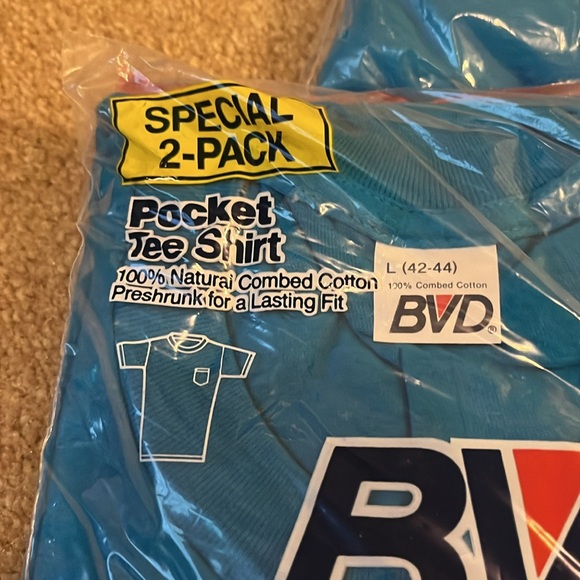 SPECIAL
2-PACK
Pocket
Tee Shirt
100% Natural Combed Cotton
Preshrunk for a Lasting Fit
L (42-44)
100% Combed Cotton
BVD®
BV